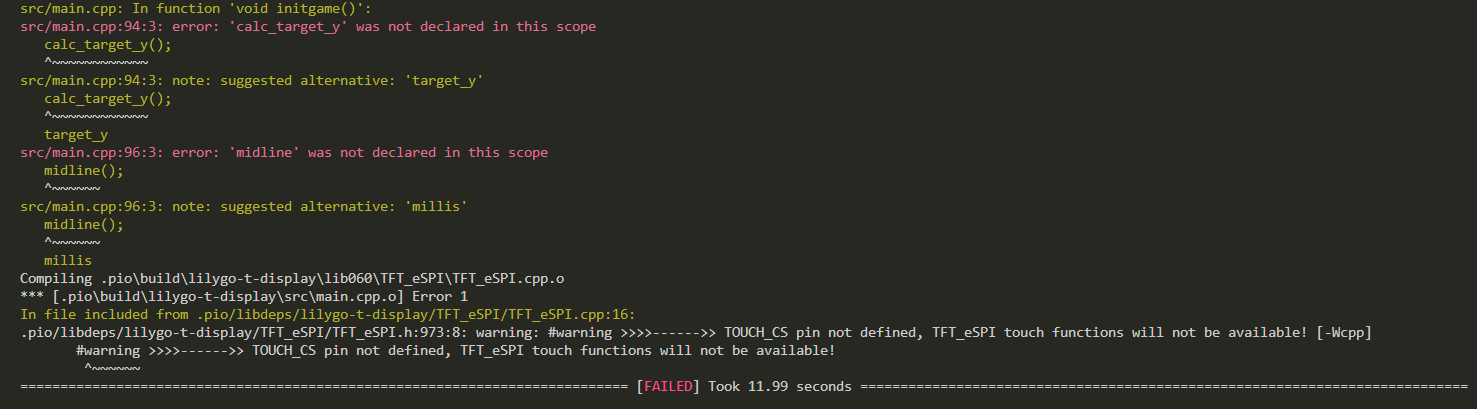 src/main.cpp: In function 'void initgame()':
src/main.cpp:94:3: error: 'calc_target_y' was not declared in this scope
   calc_target_y();
   ^~~~~~~~~~~~~
src/main.cpp:94:3: note: suggested alternative: 'target_y'
   calc_target_y();
   ^~~~~~~~~~~~~
   target_y
src/main.cpp:96:3: error: 'midline' was not declared in this scope
   midline();
   ^~~~~~~
src/main.cpp:96:3: note: suggested alternative: 'millis'
   midline();
   ^~~~~~~
   millis
Compiling .pio\build\lilygo-t-display\lib060\TFT_eSPI\TFT_eSPI.cpp.o
*** [.pio\build\lilygo-t-display\src\main.cpp.o] Error 1
In file included from .pio/libdeps/lilygo-t-display/TFT_eSPI/TFT_eSPI.cpp:16:
.pio/libdeps/lilygo-t-display/TFT_eSPI/TFT_eSPI.h:973:8: warning: #warning >>>>------>> TOUCH_CS pin not defined, TFT_eSPI touch functions will not be available! [-Wcpp]
       #warning >>>>------>> TOUCH_CS pin not defined, TFT_eSPI touch functions will not be available!
        ^~~~~~~
============================================================================ [FAILED] Took 11.99 seconds ============================================================================